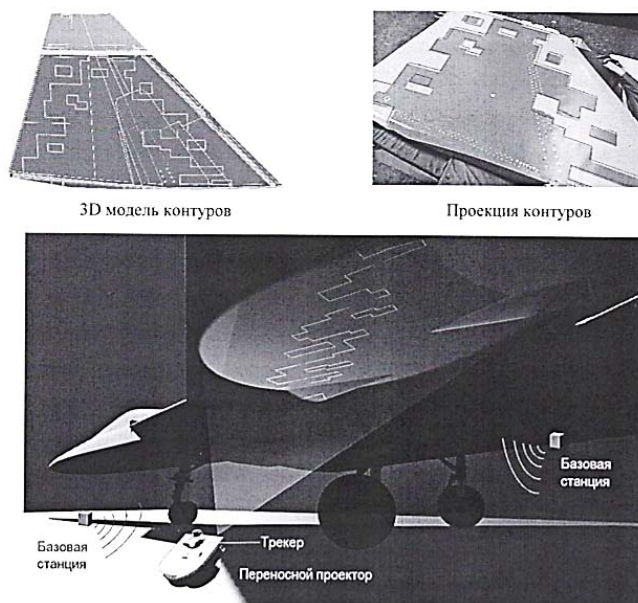 3D модель контуров
Проекция контуров
Базовая
станция
Базовая
станция
Трекер
Переносной проектор